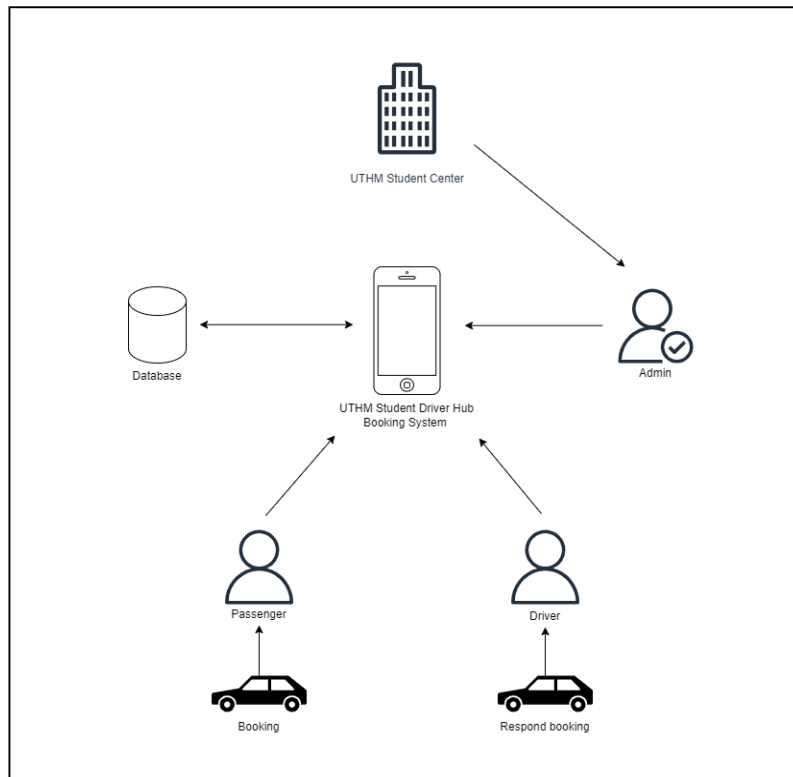 UTHM Student Center
Database
Admin
UTHM Student Driver Hub
Booking System
Passenger
Driver
Booking
Respond booking